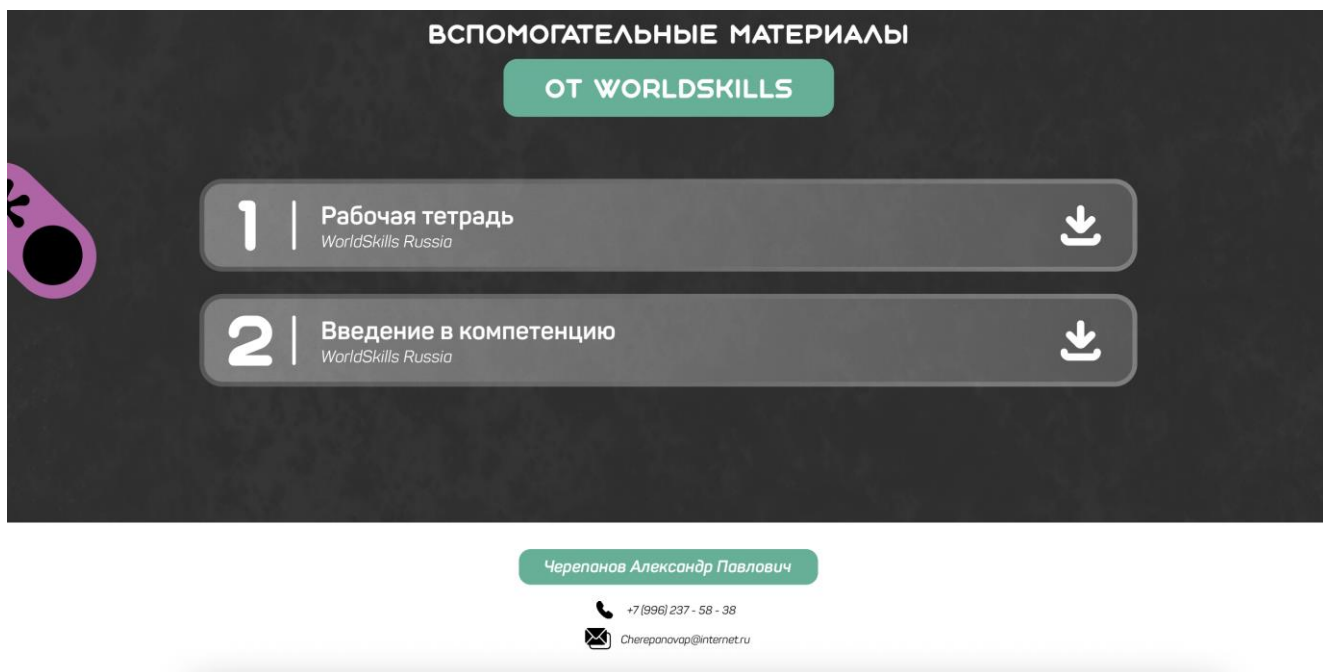 ВСПОМОГАТЕЛЬНЫЕ МАТЕРИАЛЫ
ОТ WORLDSKILLS
1
Рабочая тетрадь
WorldSkills Russia
2
Введение в компетенцию
WorldSkills Russia
Черепанов Александр Павлович
+7 (996) 237 - 58 - 38
Cherepanovap@internet.ru